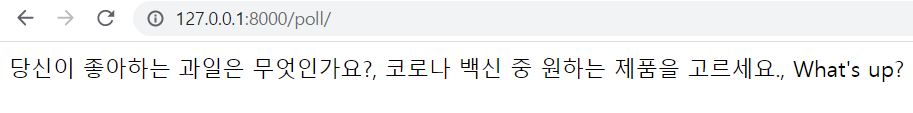 127.0.0.1:8000/poll/
당신이 좋아하는 과일은 무엇인가요?, 코로나 백신 중 원하는 제품을 고르세요., What's up?